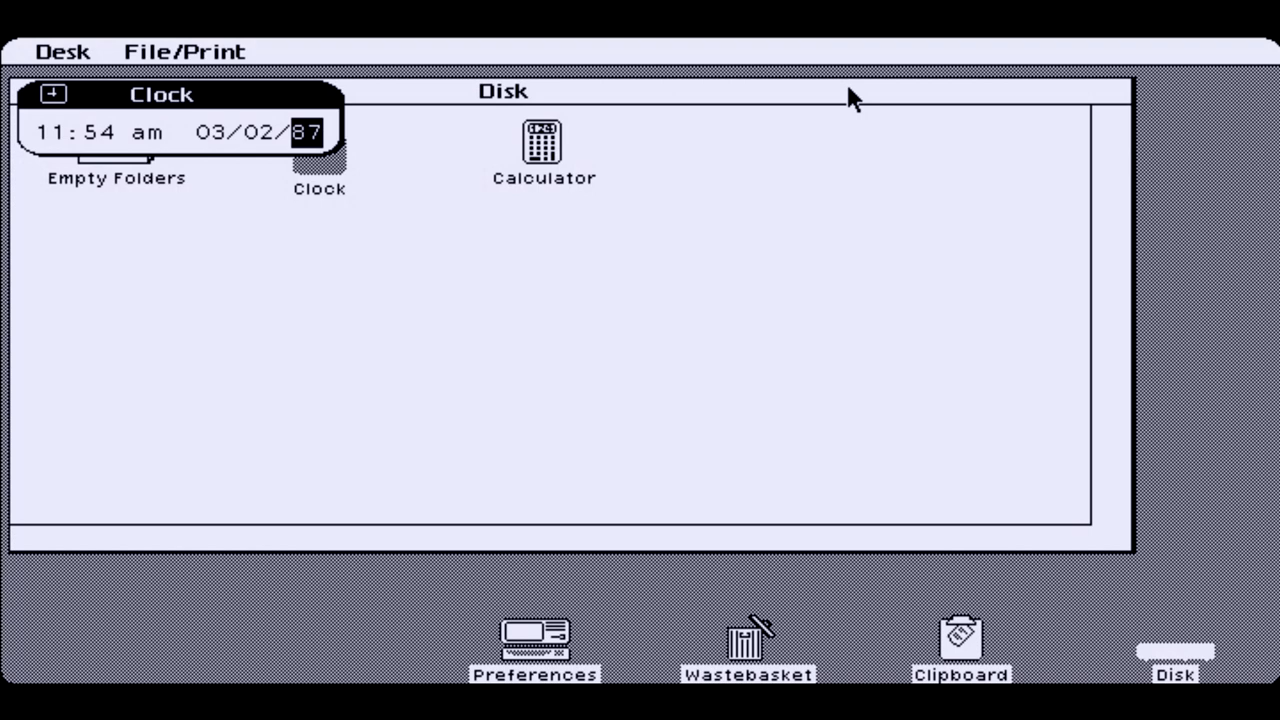 Desk File/Print
Clock
Disk
11:54 am 03/02/87
Empty Folders
Clock
Calculator
Preferences
Wastebasket
Clipboard
Disk